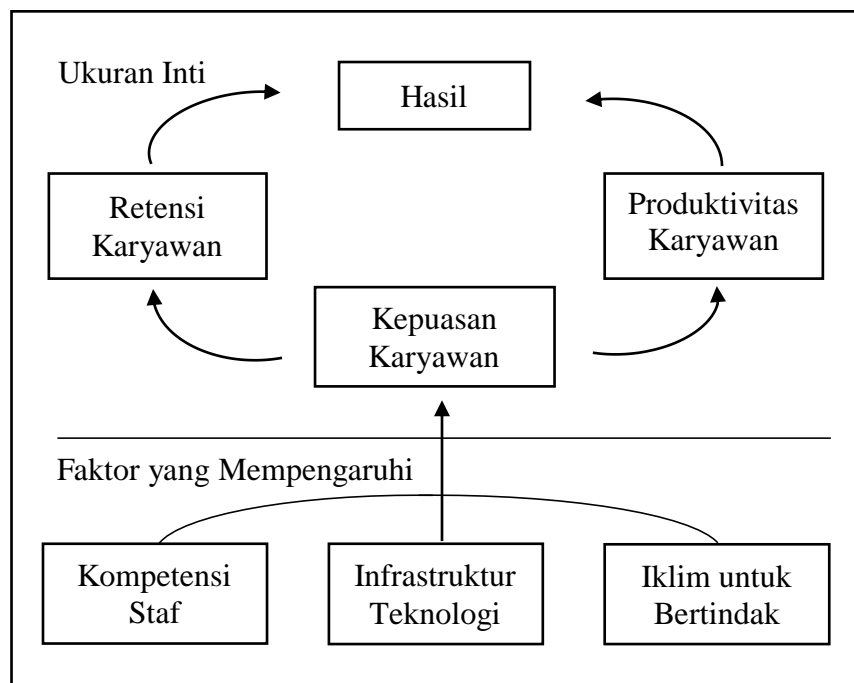 Ukuran Inti
Hasil
Retensi
Karyawan
Produktivitas
Karyawan
Kepuasan
Karyawan
Faktor yang Mempengaruhi
Kompetensi
Staf
Infrastruktur
Teknologi
Iklim untuk
Bertindak